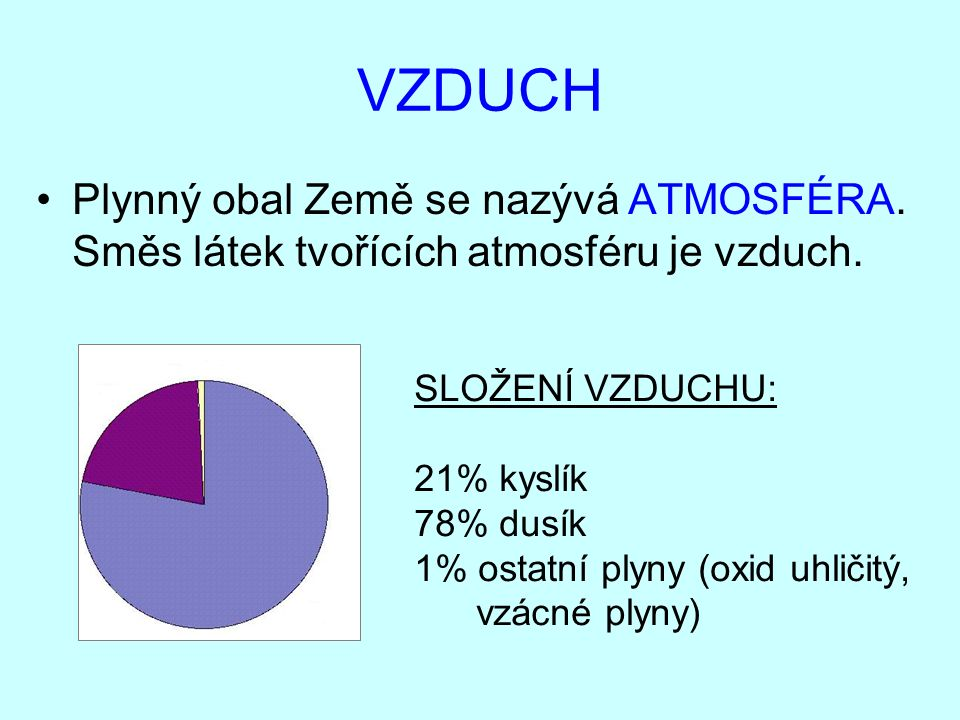 VZDUCH
• Plynný obal Země se nazývá ATMOSFÉRA.
Směs látek tvořících atmosféru je vzduch.
SLOŽENÍ VZDUCHU:
21% kyslík
78% dusík
1% ostatní plyny (oxid uhličitý,
vzácné plyny)